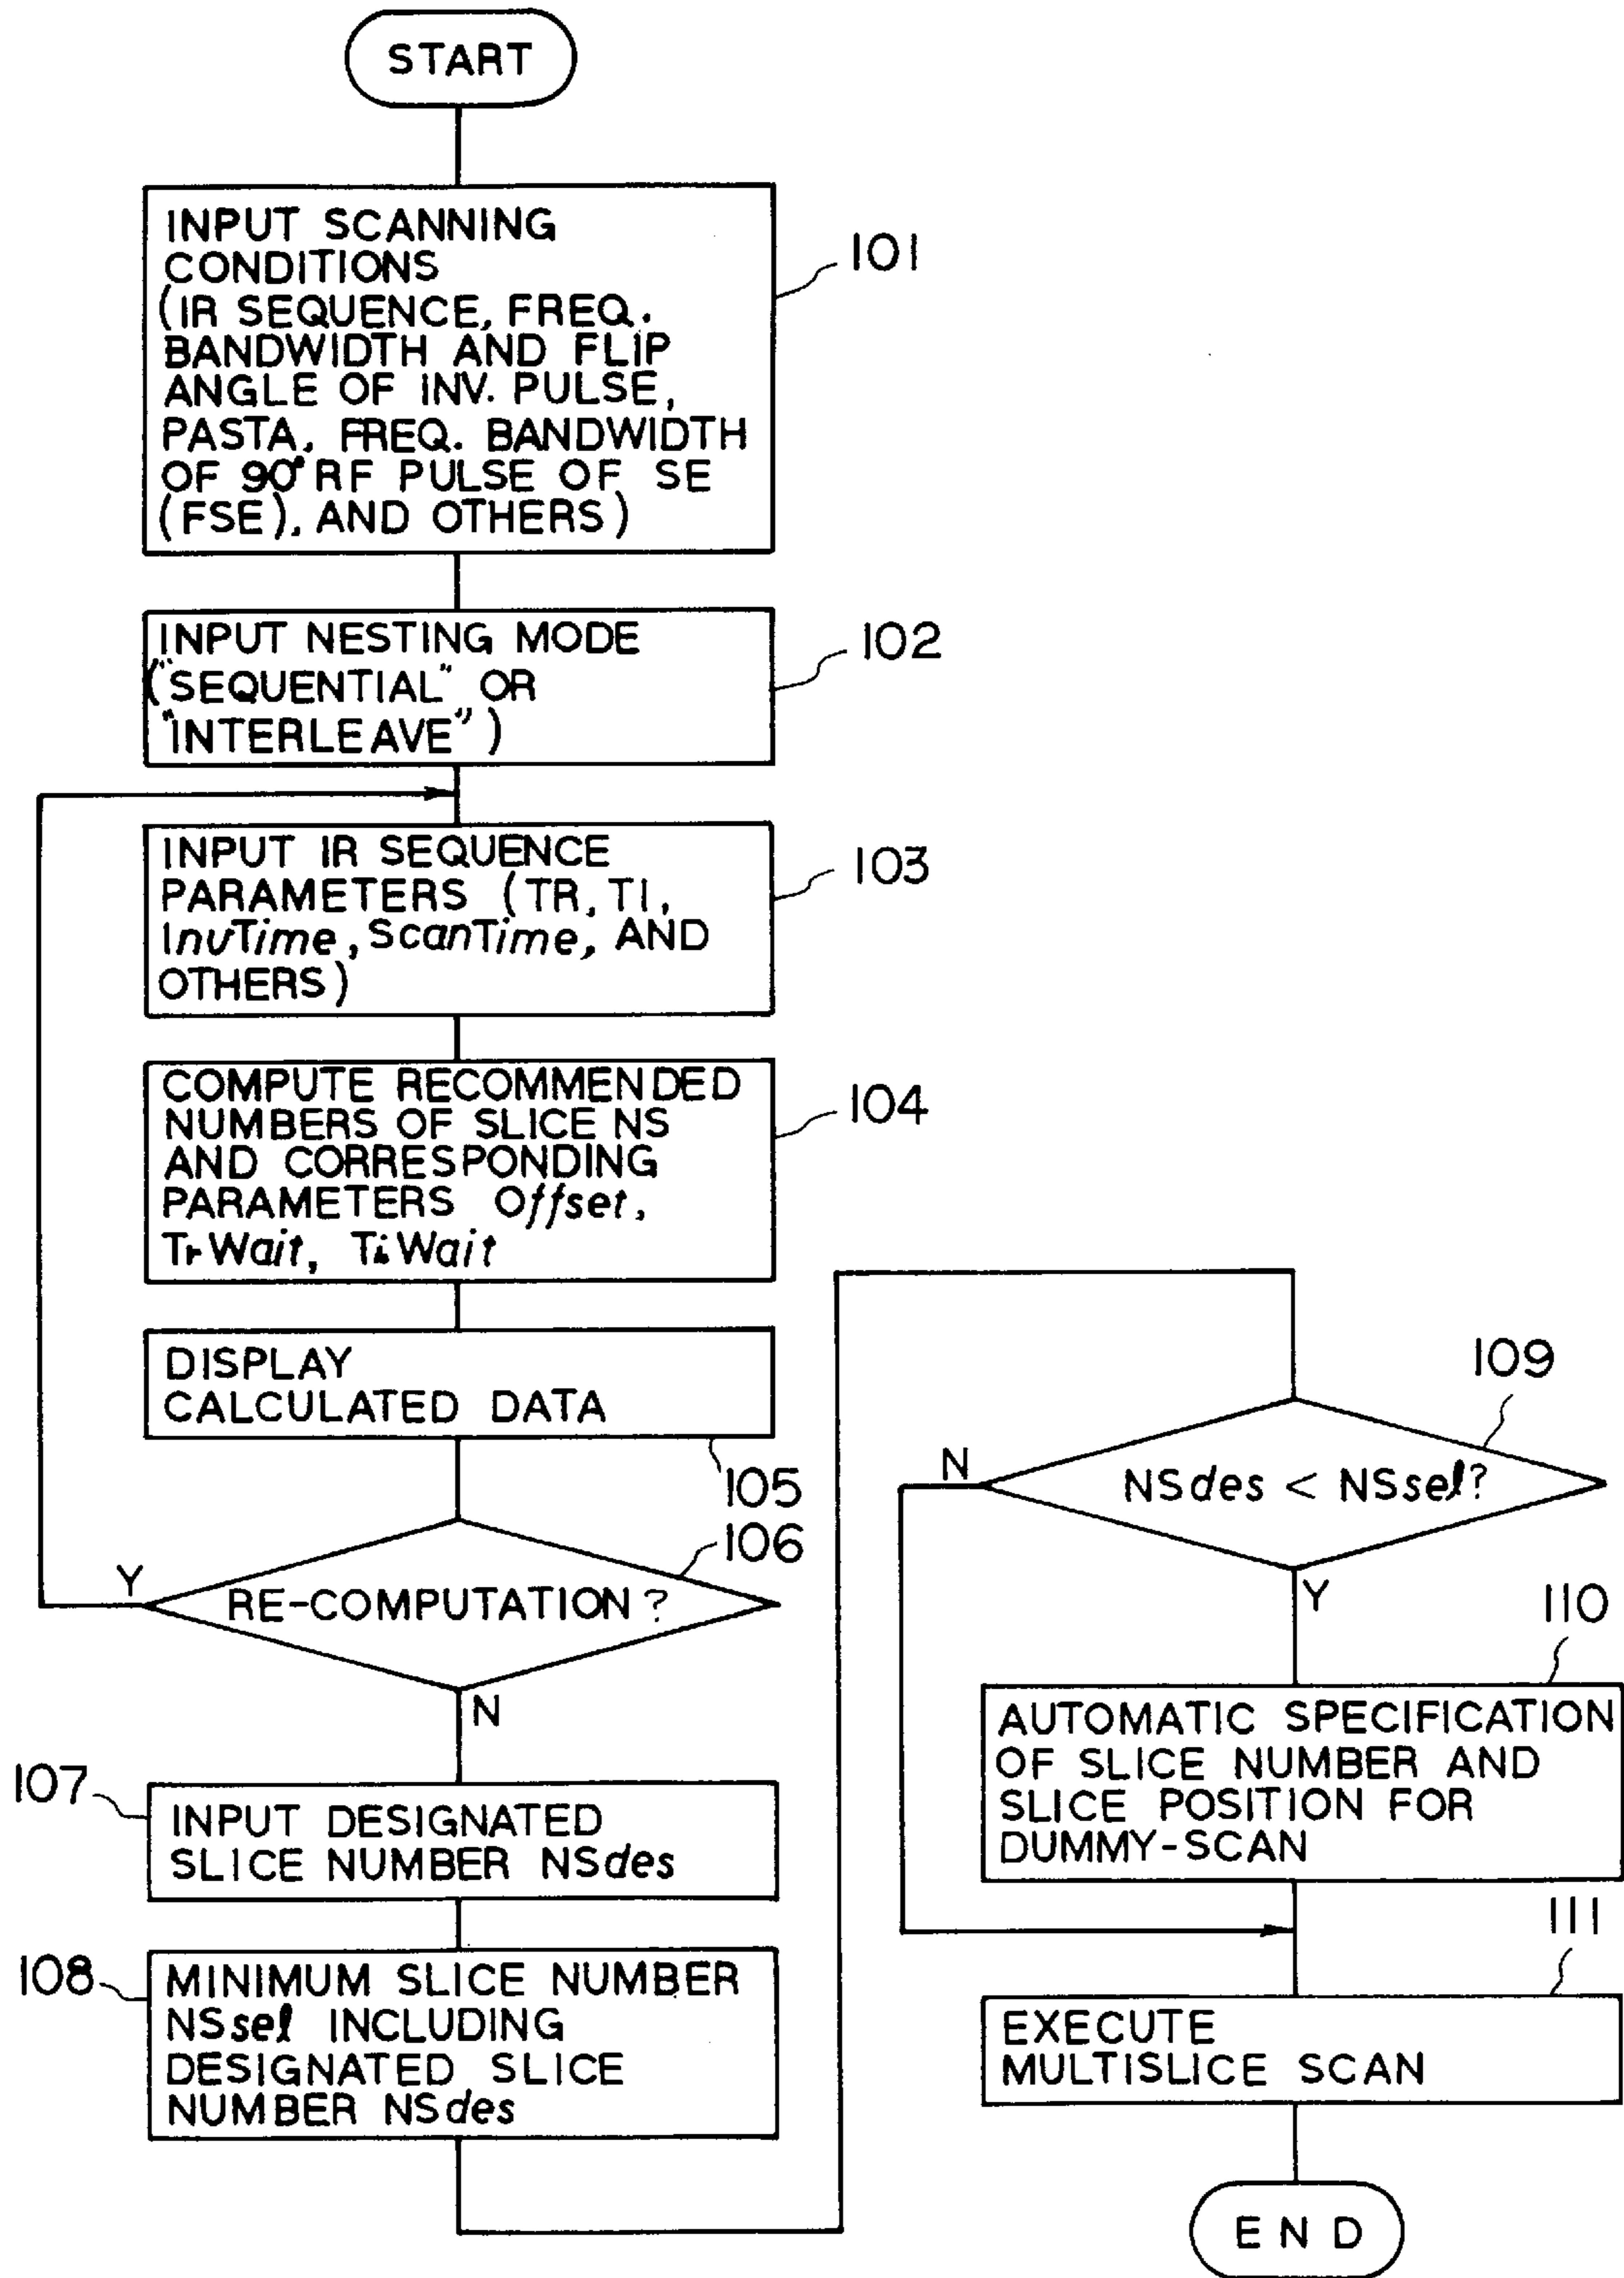 START
INPUT SCANNING
CONDITIONS
(IR SEQUENCE, FREQ.
BANDWIDTH AND FLIP
ANGLE OF INV. PULSE,
PASTA, FREQ. BANDWIDTH
OF 90° RF PULSE OF SE
(FSE), AND OTHERS)
101
INPUT NESTING MODE
("SEQUENTIAL" OR
"INTERLEAVE")
102
INPUT IR SEQUENCE
PARAMETERS (TR, TI,
InvTime, ScanTime, AND
OTHERS)
103
COMPUTE RECOMMENDED
NUMBERS OF SLICE NS
AND CORRESPONDING
PARAMETERS Offset,
TrWait, TiWait
104
DISPLAY
CALCULATED DATA
105
106
Y
RE-COMPUTATION?
N
107
INPUT DESIGNATED
SLICE NUMBER NSdes
108
MINIMUM SLICE NUMBER
NSsel INCLUDING
DESIGNATED SLICE
NUMBER NSdes
109
N
NSdes < NSsel?
Y
110
AUTOMATIC SPECIFICATION
OF SLICE NUMBER AND
SLICE POSITION FOR
DUMMY-SCAN
111
EXECUTE
MULTISLICE SCAN
END